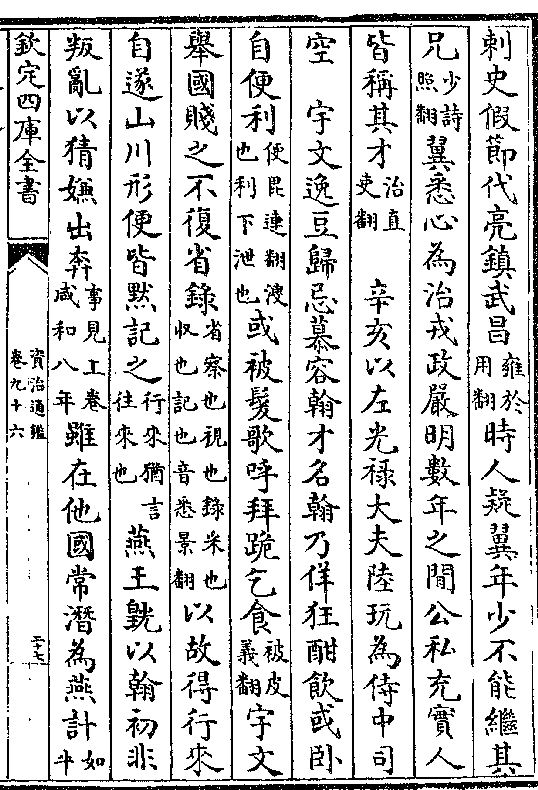 刺史假節代亮鎮武昌雍於用翻時人疑翼年少不能繼其
兄少詩照翻翼悉心為治戎政嚴明數年之間公私充實人
皆稱其才治直吏翻　辛亥以左光祿大夫陸玩為侍中司
空　宇文逸豆歸忌慕容翰才名翰乃佯狂酣飲或卧
自便利便毘連翻溲也利下泄也或被髮歌呼拜跪乞食被皮義翻宇文
舉國賤之不復省録省察也視也錄采也收也記也音悉景翻以故得行來
自遂山川形便皆黙記之行來猶言往來也燕王皝以翰初非
叛亂以猜嫌出奔事見上卷咸和八年雖在他國常潛為燕計如斗
欽定四庫全書
資治通鑑
卷九十六
二十七